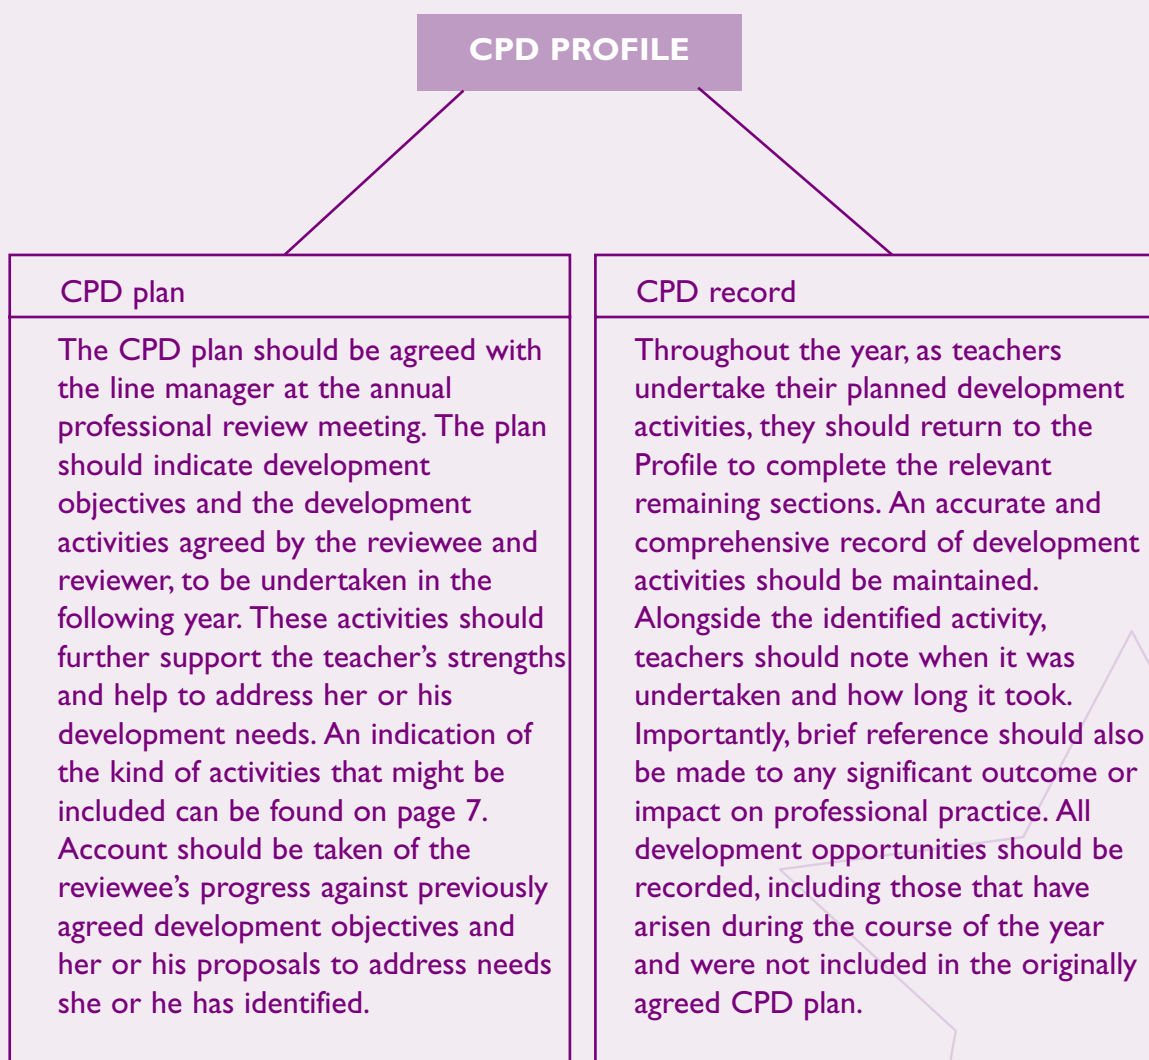 CPD PROFILE
CPD plan
The CPD plan should be agreed with
the line manager at the annual
professional review meeting. The plan
should indicate development
objectives and the development
activities agreed by the reviewee and
reviewer, to be undertaken in the
following year. These activities should
further support the teacher’s strengths
and help to address her or his
development needs. An indication of
the kind of activities that might be
included can be found on page 7.
Account should be taken of the
reviewee’s progress against previously
agreed development objectives and
her or his proposals to address needs
she or he has identified.
CPD record
Throughout the year, as teachers
undertake their planned development
activities, they should return to the
Profile to complete the relevant
remaining sections. An accurate and
comprehensive record of development
activities should be maintained.
Alongside the identified activity,
teachers should note when it was
undertaken and how long it took.
Importantly, brief reference should also
be made to any significant outcome or
impact on professional practice. All
development opportunities should be
recorded, including those that have
arisen during the course of the year
and were not included in the originally
agreed CPD plan.